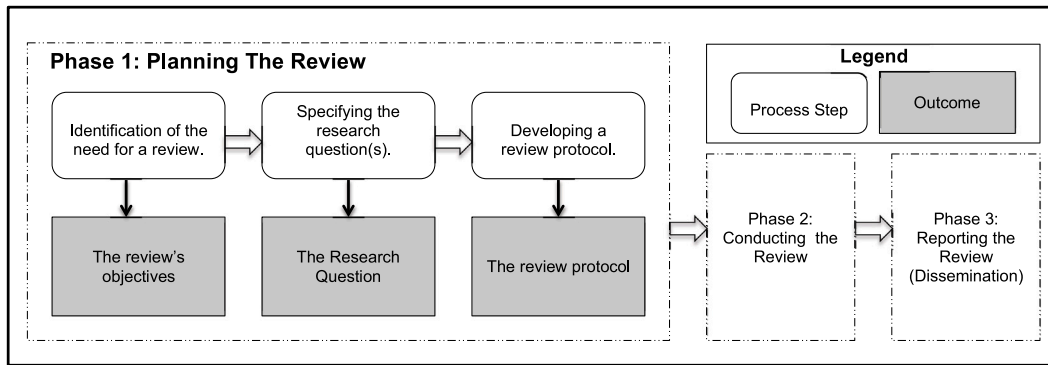 Phase 1: Planning The Review
Identification of the
need for a review.
Specifying the
research
question(s).
Developing a
review protocol.
The review's
objectives
The Research
Question
The review protocol
Legend
Process Step
Outcome
Phase 2:
Conducting the
Review
Phase 3:
Reporting the
Review
(Dissemination)